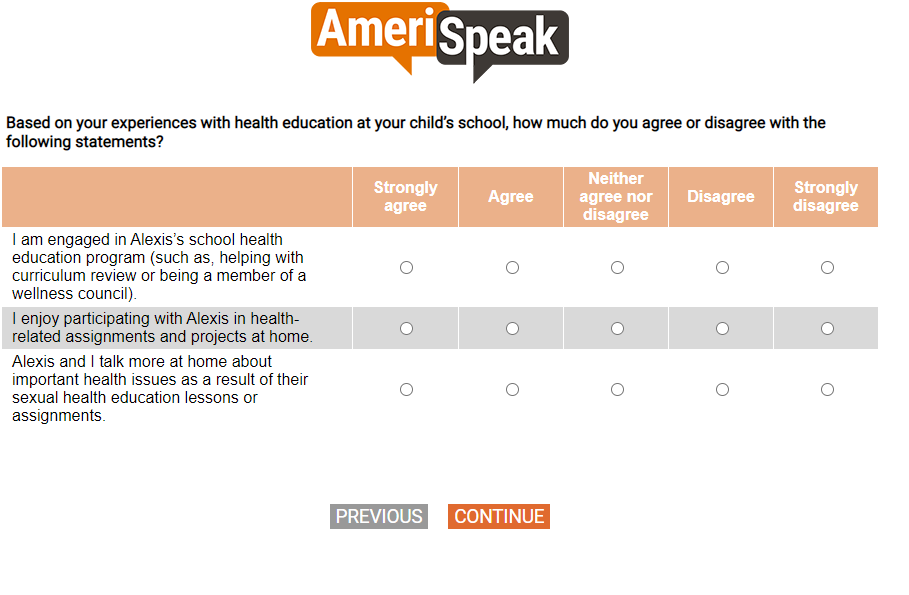 AmeriSpeak
Based on your experiences with health education at your child's school, how much do you agree or disagree with the
following statements?
Strongly
agree
Agree
Neither
agree nor
disagree
Disagree
Strongly
disagree
I am engaged in Alexis's school health
education program (such as, helping with
curriculum review or being a member of a
wellness council).
I enjoy participating with Alexis in health-
related assignments and projects at home.
Alexis and I talk more at home about
important health issues as a result of their
sexual health education lessons or
assignments.
PREVIOUS
CONTINUE